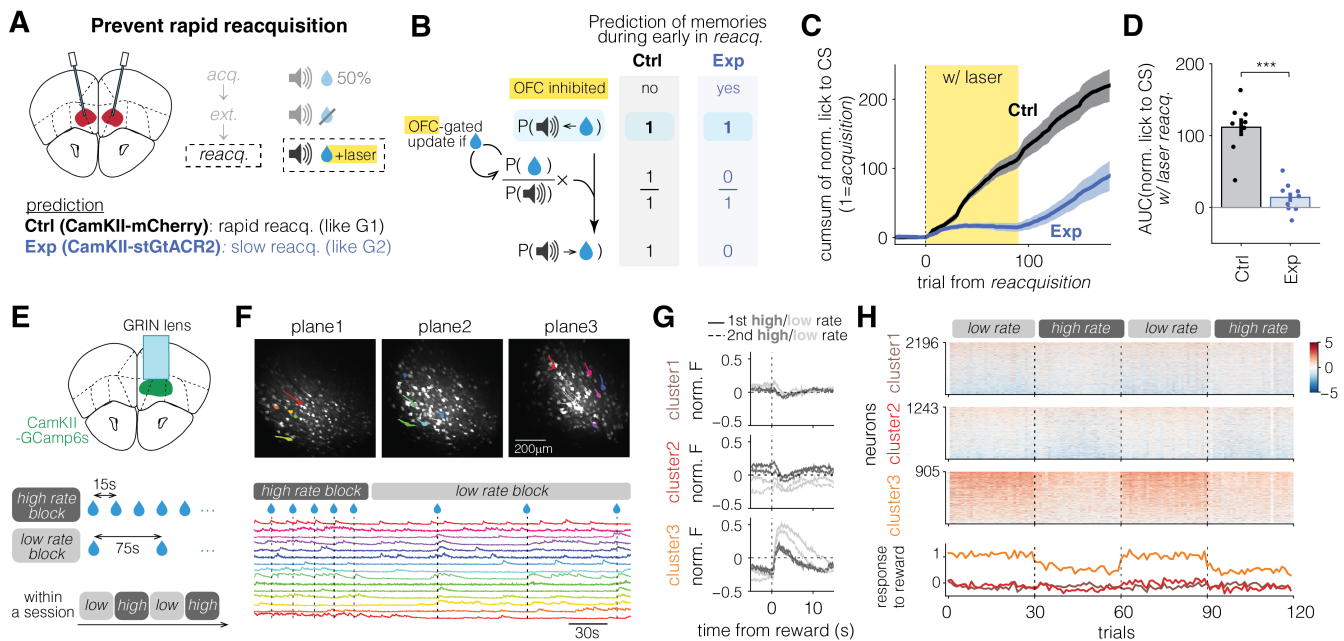 A
Prevent rapid reacquisition
acq.
ext.
reacq.
50%
+laser
prediction
Ctrl (CamKII-mCherry): rapid reacq. (like G1)
Exp (CamKII-stGtACR2): slow reacq. (like G2)
B
Prediction of memories
during early in reacq.
Ctrl
Exp
OFC inhibited
no
yes
P( ← )
1
1
OFC-gated
update if
P( )
P( )
×
1
1
0
1
P( → )
1
0
C
cumsum of norm. lick to CS
(1=acquisition)
w/ laser
Ctrl
Exp
200
100
0
0
100
trial from reacquisition
D
AUC(norm. lick to CS)
w/ laser reacq.
***
200
100
0
Ctrl
Exp
E
GRIN lens
CamKII
-GCamp6s
high rate
block
15s
...
low rate
block
75s
...
within
a session
low
high
low
high
F
plane1
plane2
plane3
200μm
high rate block
low rate block
30s
G
1st high/low rate
2nd high/low rate
cluster1
norm. F
0.5
0
−0.5
cluster2
norm. F
0.5
0
−0.5
cluster3
norm. F
0.5
0
−0.5
0
10
time from reward (s)
H
low rate
high rate
low rate
high rate
neurons
2196
cluster1
1243
cluster2
905
cluster3
5
0
−5
response
to reward
1
0
0
30
60
90
120
trials